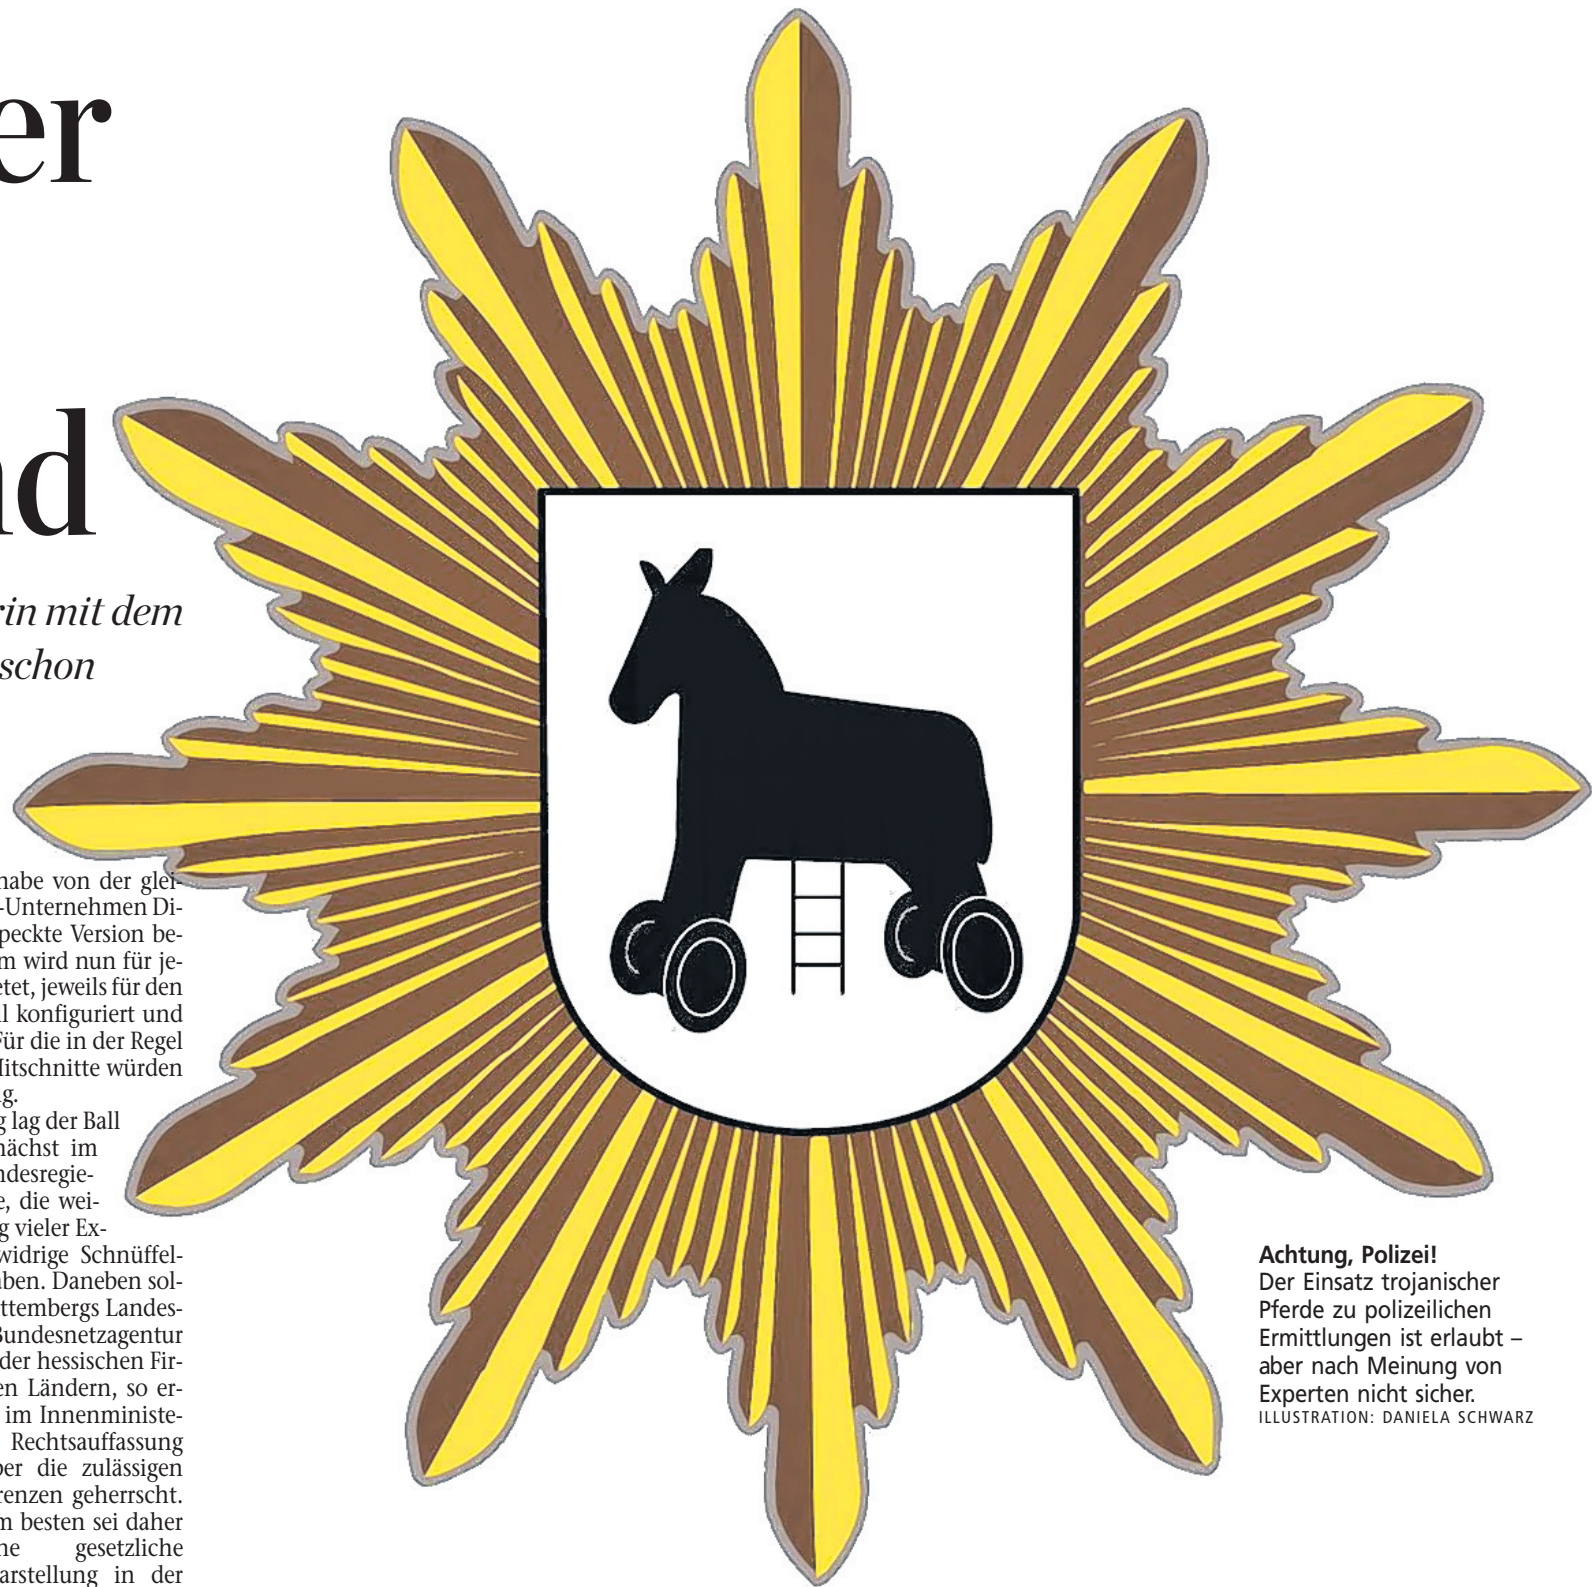 er
nd
rin mit dem
schon
habe von der glei-
-Unternehmen Di-
peckte Version be-
m wird nun für je-
etet, jeweils für den
ll konfiguriert und
Für die in der Regel
Mitschnitte würden
g.
g lag der Ball
nächst im
ndesregie-
e, die wei-
g vieler Ex-
widrige Schnüffel-
aben. Daneben sol-
ttembergs Landes-
Bundesnetzagentur
der hessischen Fir-
en Ländern, so er-
im Innenministe-
Rechtsauffassung
ber die zulässigen
renzen geherrscht.
m besten sei daher
ne gesetzliche
arstellung in der
Achtung, Polizei!
Der Einsatz trojanischer
Pferde zu polizeilichen
Ermittlungen ist erlaubt –
aber nach Meinung von
Experten nicht sicher.
ILLUSTRATION: DANIELA SCHWARZ